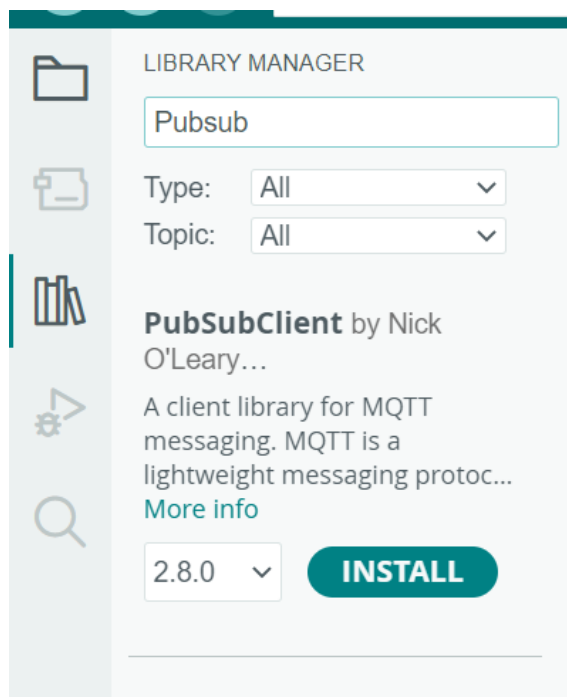 LIBRARY MANAGER
Pubsub
Type: All
Topic: All
PubSubClient by Nick
O'Leary...
A client library for MQTT
messaging. MQTT is a
lightweight messaging protoc...
More info
2.8.0 INSTALL